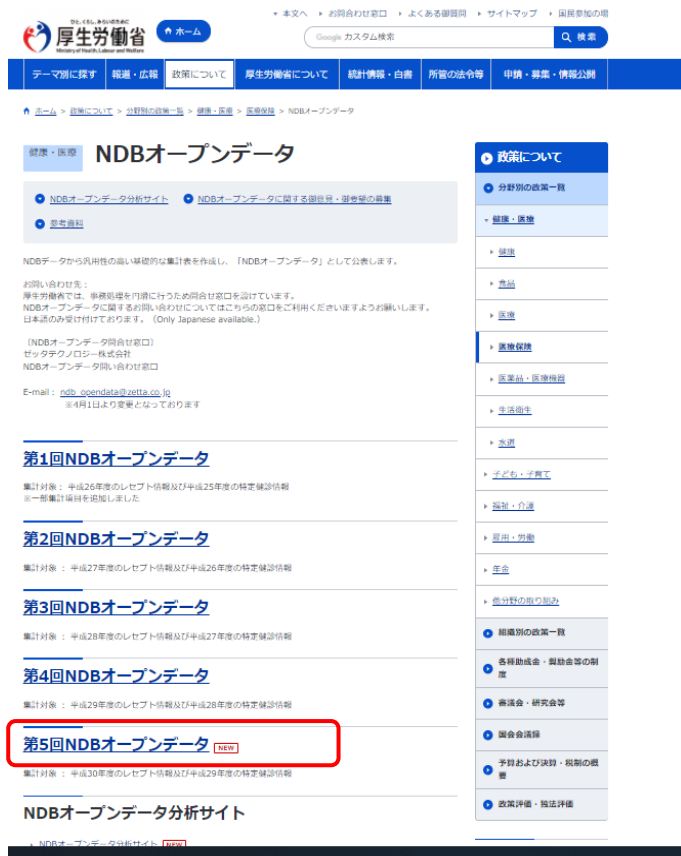 本文へ お問合わせ窓口 よくある御質問 サイトマップ 国民参加の場
ひと、くらし、みらいのために
厚生労働省
Ministry of Health, Labour and Welfare
ホーム
Google カスタム検索
検索
テーマ別に探す 報道・広報 政策について 厚生労働省について 統計情報・白書 所管の法令等 申請・募集・情報公開
ホーム > 政策について > 分野別の政策一覧 > 健康・医療 > 医療保険 > NDBオープンデータ
健康・医療 NDBオープンデータ
NDBオープンデータ分析サイト NDBオープンデータに関する御意見・御要望の募集
参考資料
NDBデータから汎用性の高い基礎的な集計表を作成し、「NDBオープンデータ」として公表します。
お問い合わせ先：
厚生労働省では、事務処理を円滑に行うため問合せ窓口を設けています。
NDBオープンデータに関するお問い合わせについてはこちらの窓口をご利用くださいますようお願いします。
日本語のみ受け付けております。（Only Japanese available.）
〔NDBオープンデータ問合せ窓口〕
ゼッタテクノロジー株式会社
NDBオープンデータ問い合わせ窓口
E-mail： ndb_opendata@zetta.co.jp
※4月1日より変更となっております
第1回NDBオープンデータ
集計対象： 平成26年度のレセプト情報及び平成25年度の特定健診情報
※一部集計項目を追加しました
第2回NDBオープンデータ
集計対象 ： 平成27年度のレセプト情報及び平成26年度の特定健診情報
第3回NDBオープンデータ
集計対象 ： 平成28年度のレセプト情報及び平成27年度の特定健診情報
第4回NDBオープンデータ
集計対象 ： 平成29年度のレセプト情報及び平成28年度の特定健診情報
第5回NDBオープンデータ NEW
集計対象 ： 平成30年度のレセプト情報及び平成29年度の特定健診情報
NDBオープンデータ分析サイト
NDBオープンデータ分析サイト NEW
政策について
分野別の政策一覧
健康・医療
健康
食品
医療
医療保険
医薬品・医療機器
生活衛生
水道
子ども・子育て
福祉・介護
雇用・労働
年金
他分野の取り組み
組織別の政策一覧
各種助成金・奨励金等の制
度
審議会・研究会等
国会会議録
予算および決算・税制の概
要
政策評価・独法評価